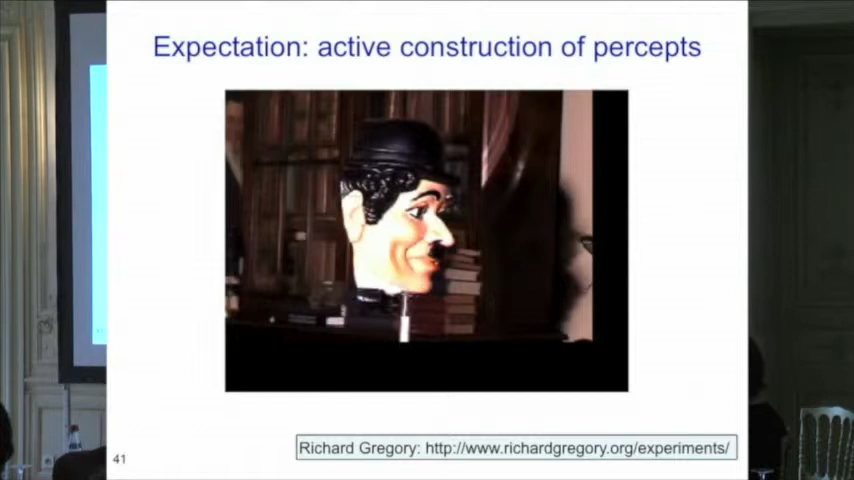 Expectation: active construction of percepts
Richard Gregory: http://www.richardgregory.org/experiments/
41